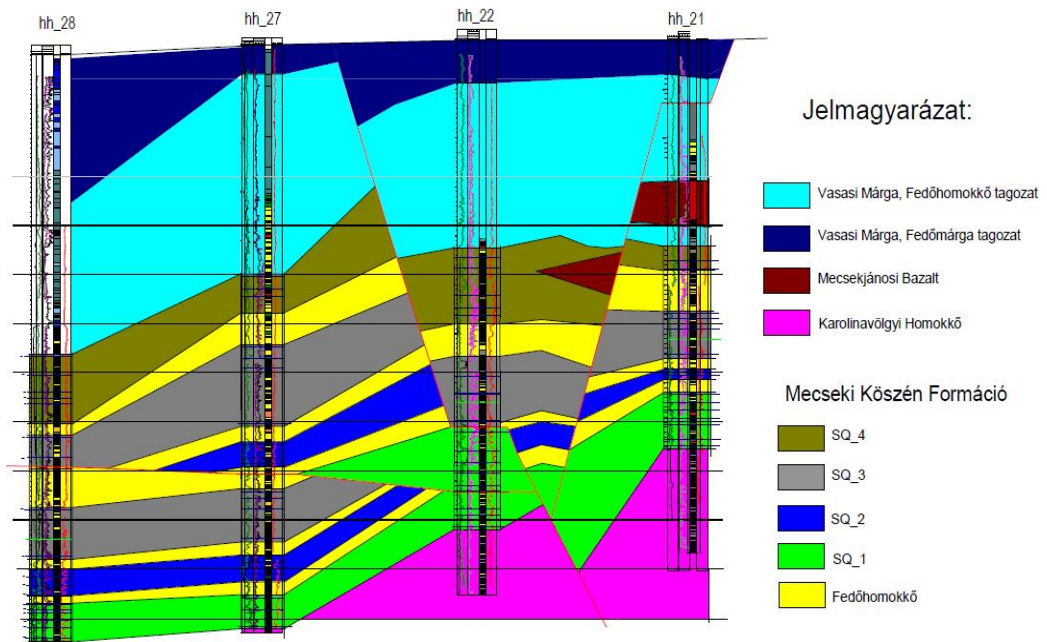 hh_28
hh_27
hh_22
hh_21
Jelmagyarázat:
Vasasi Márga, Fedőhomokkő tagozat
Vasasi Márga, Fedőmárga tagozat
Mecsekjánosi Bazalt
Karolinavölgyi Homokkő
Mecseki Kőszén Formáció
SQ_4
SQ_3
SQ_2
SQ_1
Fedőhomokkő